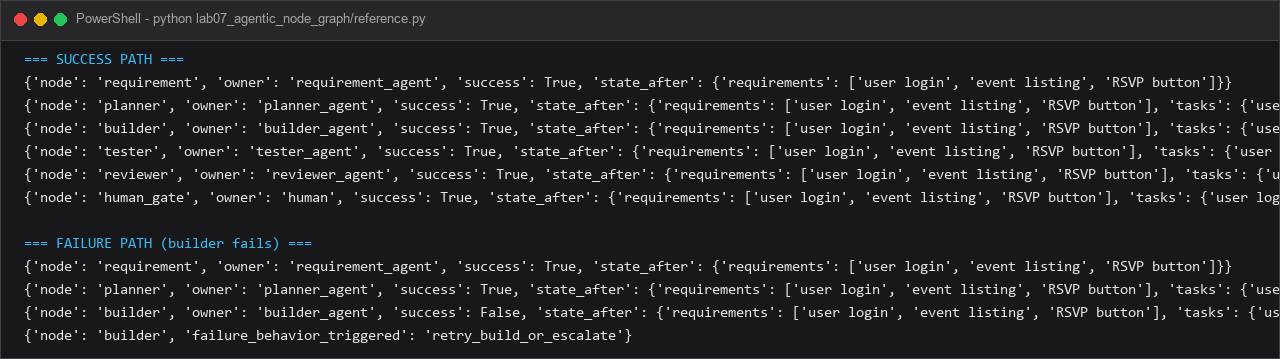 PowerShell - python lab07_agentic_node_graph/reference.py
=== SUCCESS PATH ===
{'node': 'requirement', 'owner': 'requirement_agent', 'success': True, 'state_after': {'requirements': ['user login', 'event listing', 'RSVP button']}}
{'node': 'planner', 'owner': 'planner_agent', 'success': True, 'state_after': {'requirements': ['user login', 'event listing', 'RSVP button'], 'tasks': {'use
{'node': 'builder', 'owner': 'builder_agent', 'success': True, 'state_after': {'requirements': ['user login', 'event listing', 'RSVP button'], 'tasks': {'use
{'node': 'tester', 'owner': 'tester_agent', 'success': True, 'state_after': {'requirements': ['user login', 'event listing', 'RSVP button'], 'tasks': {'user
{'node': 'reviewer', 'owner': 'reviewer_agent', 'success': True, 'state_after': {'requirements': ['user login', 'event listing', 'RSVP button'], 'tasks': {'u
{'node': 'human_gate', 'owner': 'human', 'success': True, 'state_after': {'requirements': ['user login', 'event listing', 'RSVP button'], 'tasks': {'user log
=== FAILURE PATH (builder fails) ===
{'node': 'requirement', 'owner': 'requirement_agent', 'success': True, 'state_after': {'requirements': ['user login', 'event listing', 'RSVP button']}}
{'node': 'planner', 'owner': 'planner_agent', 'success': True, 'state_after': {'requirements': ['user login', 'event listing', 'RSVP button'], 'tasks': {'use
{'node': 'builder', 'owner': 'builder_agent', 'success': False, 'state_after': {'requirements': ['user login', 'event listing', 'RSVP button'], 'tasks': {'us
{'node': 'builder', 'failure_behavior_triggered': 'retry_build_or_escalate'}